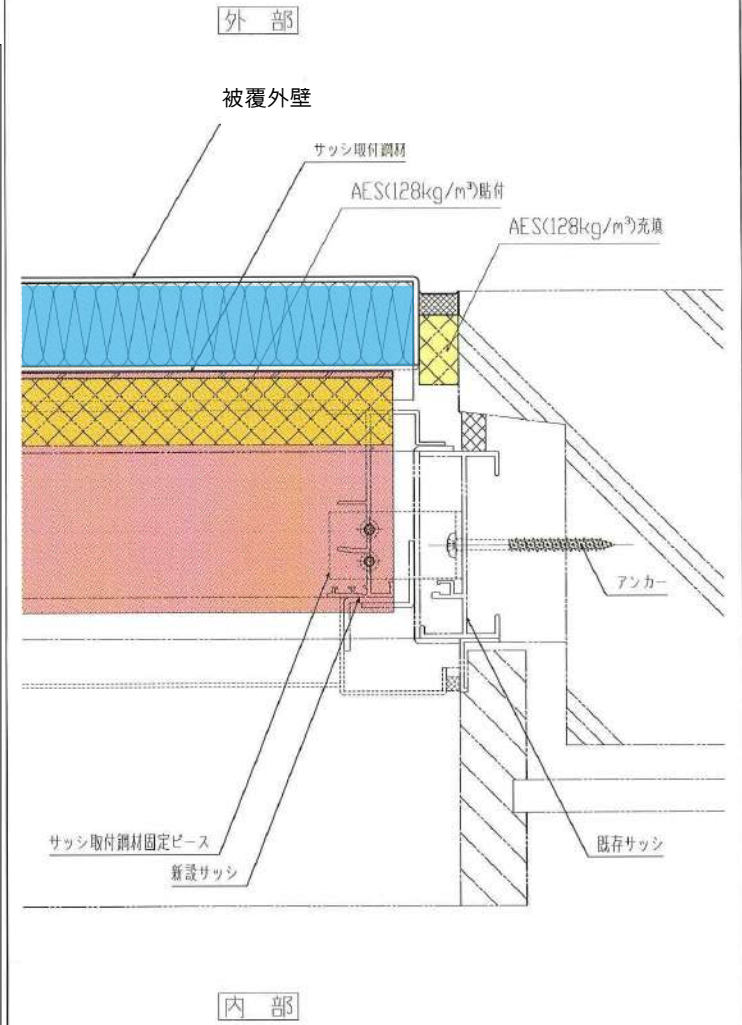 外 部
被覆外壁
サッシ取付鋼材
AES(128kg/m³)貼付
AES(128kg/m³)充填
アンカー
サッシ取付鋼材固定ピース
新設サッシ
既存サッシ
内 部